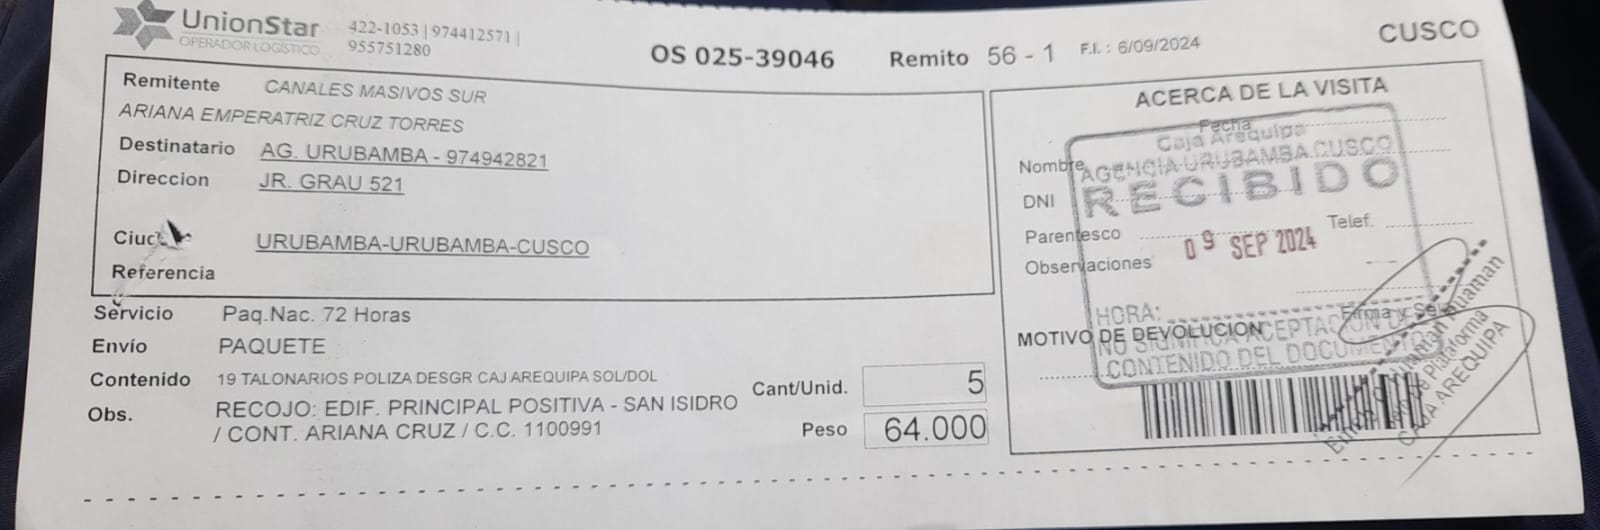 UnionStar
OPERADOR LOGÍSTICO
422-1053 | 974412571 |
955751280
OS 025-39046
Remito 56 - 1
F.I. : 6/09/2024
CUSCO
Remitente CANALES MASIVOS SUR
ARIANA EMPERATRIZ CRUZ TORRES
Destinatario AG. URUBAMBA - 974942821
Direccion JR. GRAU 521
URUBAMBA-URUBAMBA-CUSCO
Referencia
Servicio Paq.Nac. 72 Horas
Envío PAQUETE
Contenido 19 TALONARIOS POLIZA DESGR CAJ AREQUIPA SOL/DOL
Obs. RECOJO: EDIF. PRINCIPAL POSITIVA - SAN ISIDRO
/ CONT. ARIANA CRUZ / C.C. 1100991
Cant/Unid. 5
Peso 64.000
ACERCA DE LA VISITA
Fecha
Nombre
DNI
Parentesco
Telef.
Observaciones
Firma y
MOTIVO DE DEVOLUCION
Caja Arequipa
AGENCIA URUBAMBA.CUSCO
RECIBIDO
09 SEP 2024
HORA:
NO SIGNIFICA ACEPTACION DEL
CONTENIDO DEL DOCUMENTO
Huaman
de Plataforma
CAJA AREQUIPA